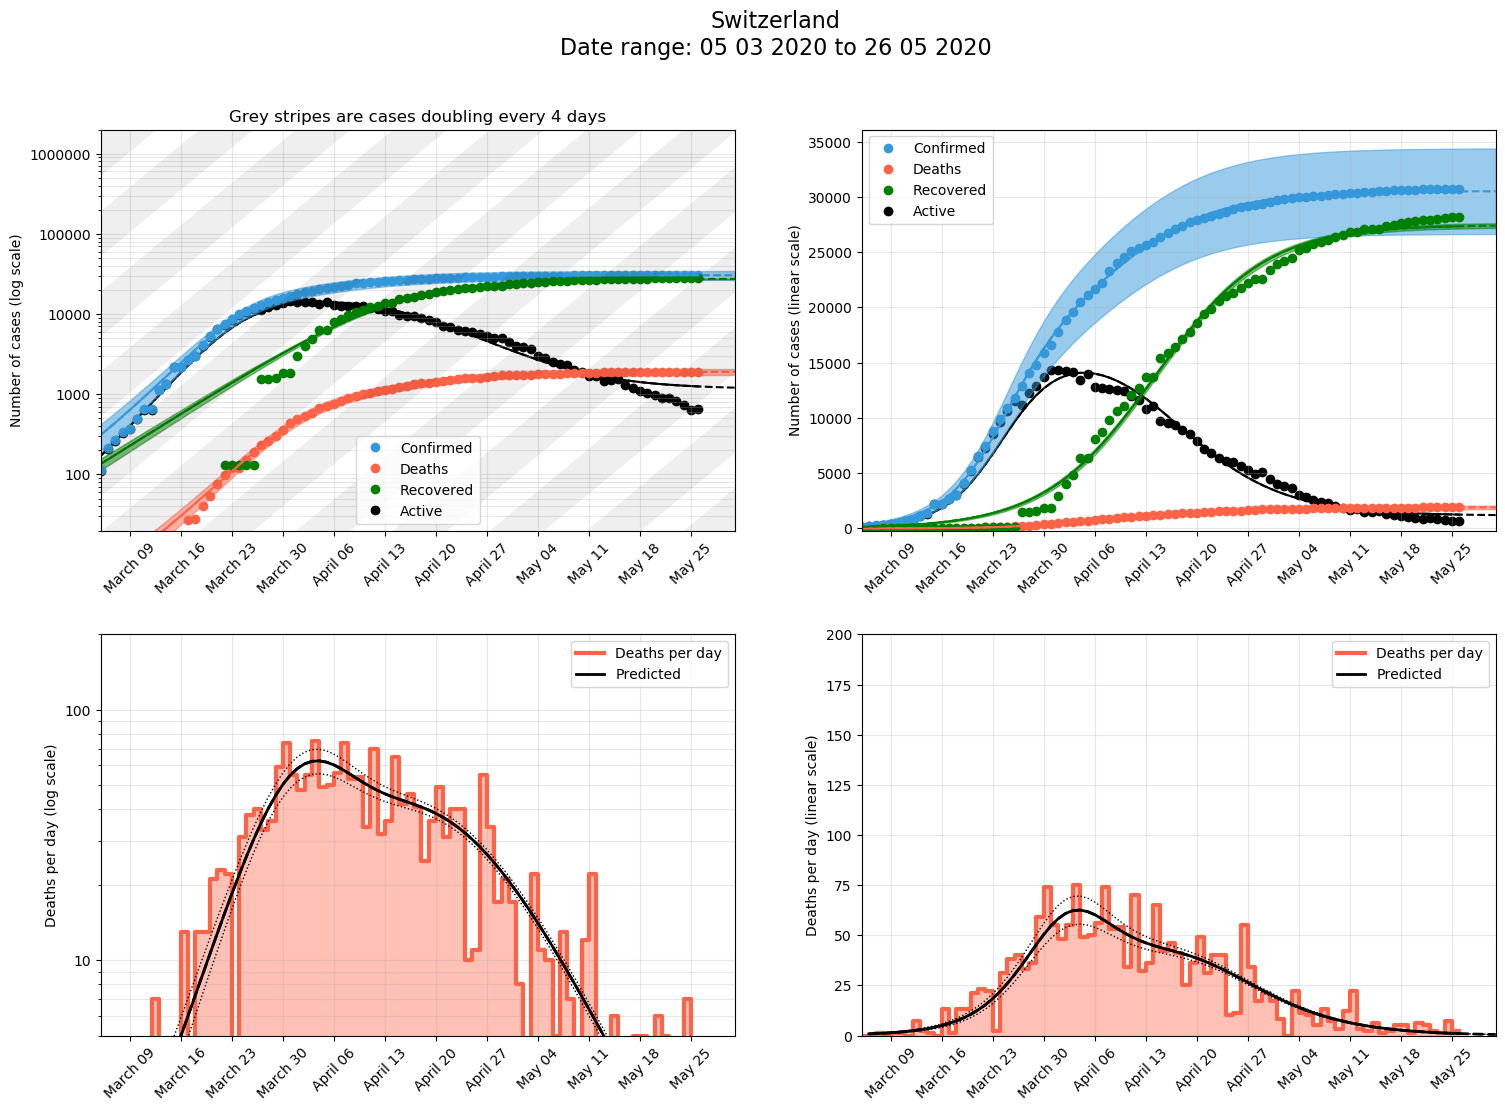 Switzerland
Date range: 05 03 2020 to 26 05 2020
Grey stripes are cases doubling every 4 days
Number of cases (log scale)
1000000
100000
10000
1000
100
Confirmed
Deaths
Recovered
Active
March 09
March 16
March 23
March 30
April 06
April 13
April 20
April 27
May 04
May 11
May 18
May 25
Number of cases (linear scale)
35000
30000
25000
20000
15000
10000
5000
0
Confirmed
Deaths
Recovered
Active
March 09
March 16
March 23
March 30
April 06
April 13
April 20
April 27
May 04
May 11
May 18
May 25
Deaths per day (log scale)
100
10
Deaths per day
Predicted
March 09
March 16
March 23
March 30
April 06
April 13
April 20
April 27
May 04
May 11
May 18
May 25
Deaths per day (linear scale)
200
175
150
125
100
75
50
25
0
Deaths per day
Predicted
March 09
March 16
March 23
March 30
April 06
April 13
April 20
April 27
May 04
May 11
May 18
May 25